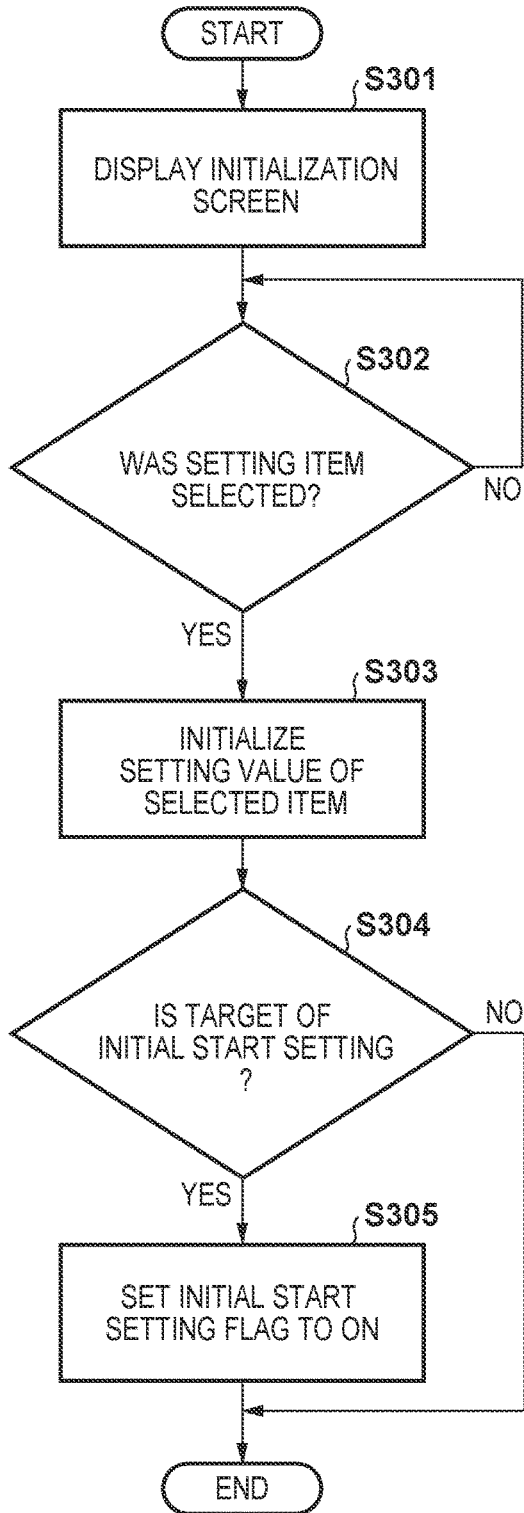 START
S301
DISPLAY INITIALIZATION
SCREEN
S302
WAS SETTING ITEM
SELECTED?
NO
YES
S303
INITIALIZE
SETTING VALUE OF
SELECTED ITEM
S304
IS TARGET OF
INITIAL START SETTING
?
NO
YES
S305
SET INITIAL START
SETTING FLAG TO ON
END